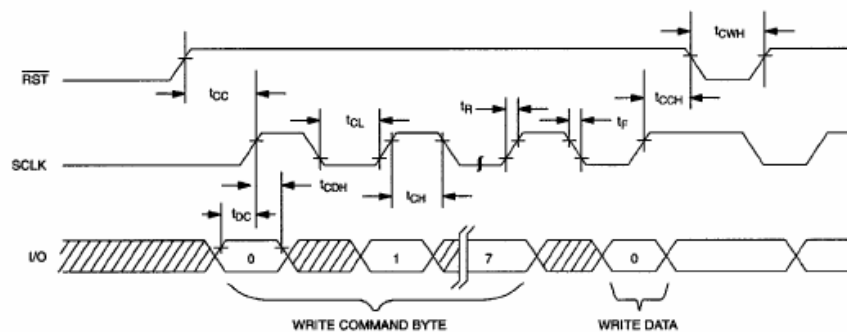 tCWH
RST
tCC
tCCH
tCL
tR
tF
SCLK
tCDH
tCH
tDC
I/O
0
1
7
0
WRITE COMMAND BYTE
WRITE DATA